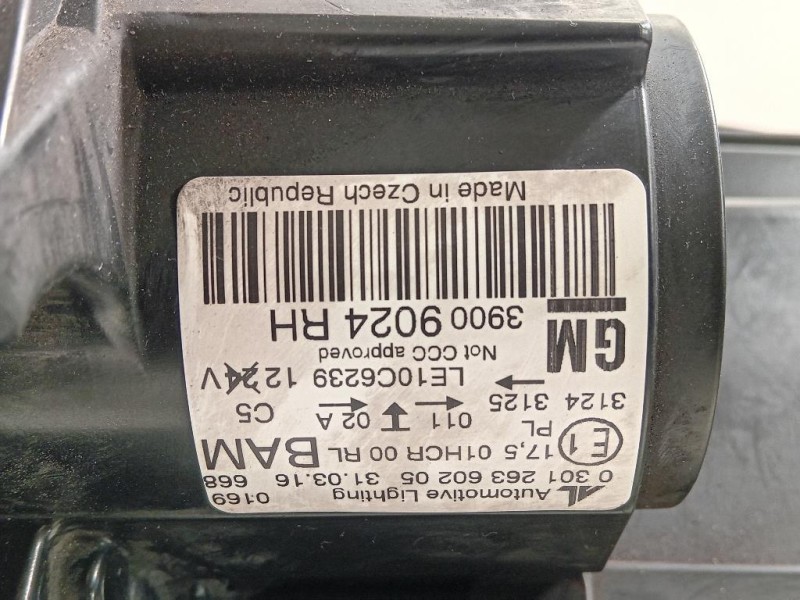 AL Automotive Lighting 0169
0 301 263 602 05 31.03.16 668
E1 17,5 01HCR 00 RL BAM
PL
011 02 A C5
3124 3125
LE10C6239 12 24V
Not CCC approved
GM 3900 9024 RH
Made in Czech Republic